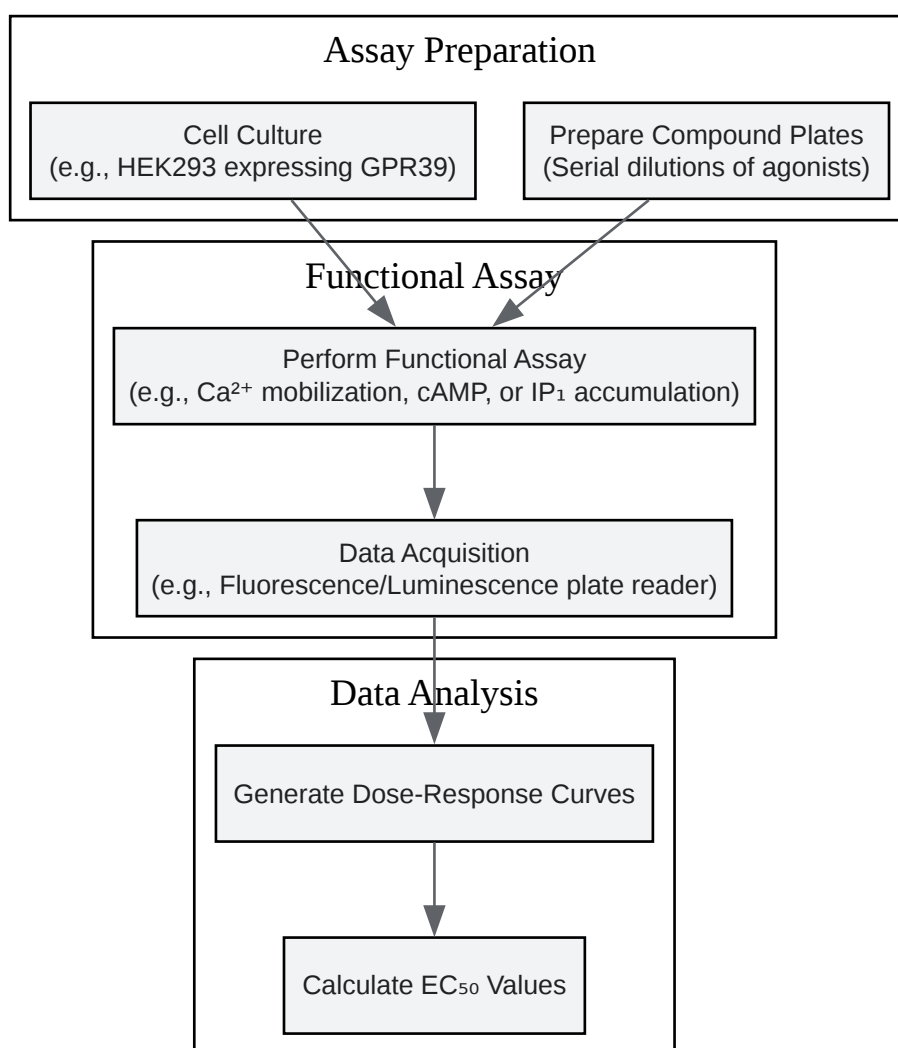 Assay Preparation
Cell Culture
(e.g., HEK293 expressing GPR39)
Prepare Compound Plates
(Serial dilutions of agonists)
Functional Assay
Perform Functional Assay
(e.g., Ca²⁺ mobilization, cAMP, or IP₁ accumulation)
Data Acquisition
(e.g., Fluorescence/Luminescence plate reader)
Data Analysis
Generate Dose-Response Curves
Calculate EC₅₀ Values